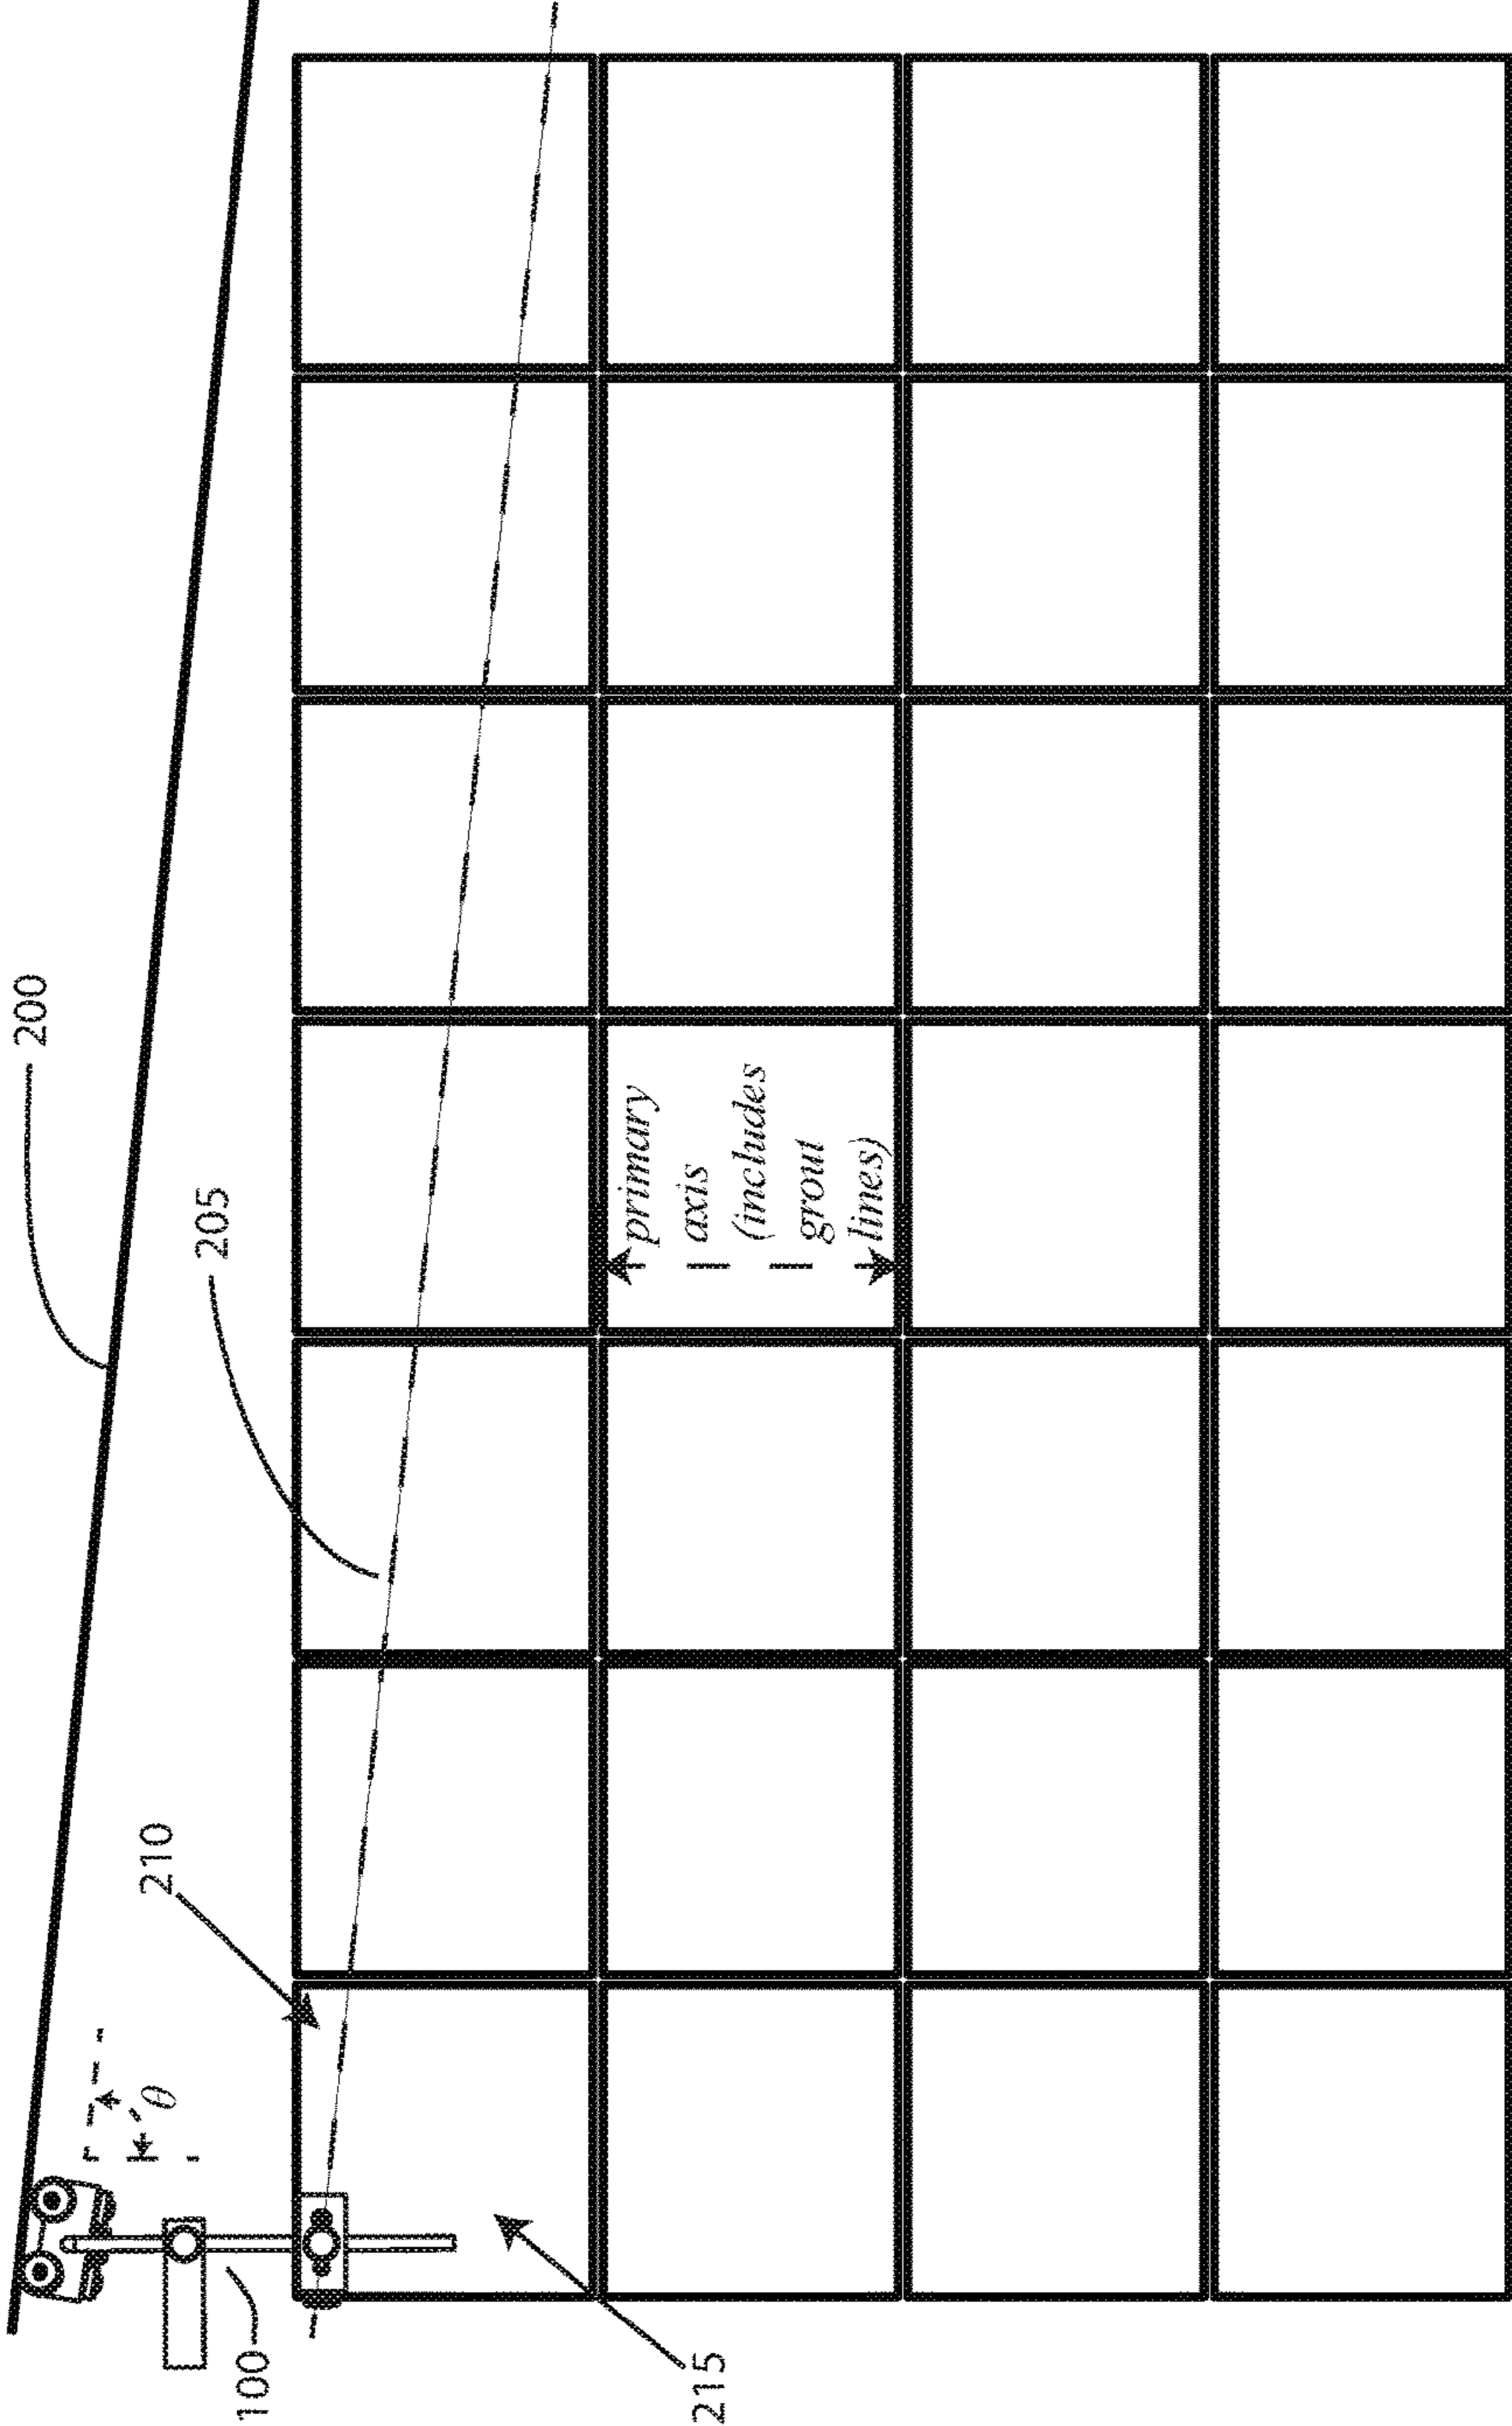 200
205
210
θ
100
215
primary
axis
(includes
grout
lines)